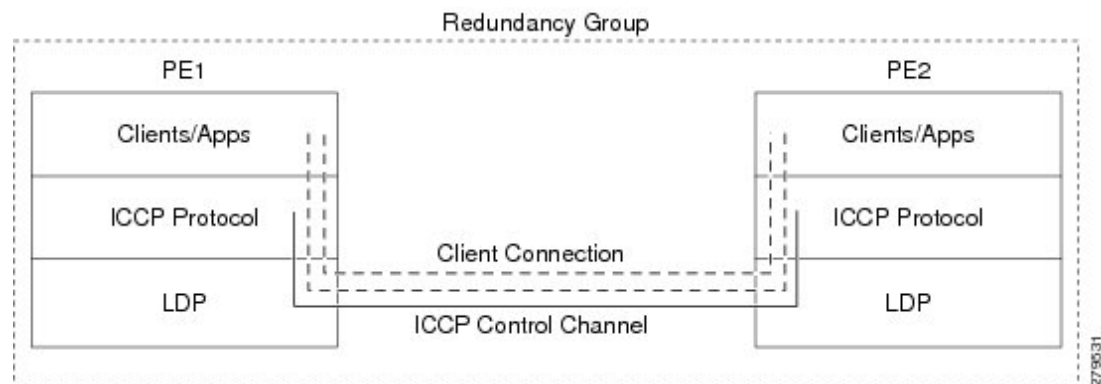 Redundancy Group
PE1
PE2
Clients/Apps
Clients/Apps
ICCP Protocol
ICCP Protocol
Client Connection
LDP
LDP
ICCP Control Channel
279531